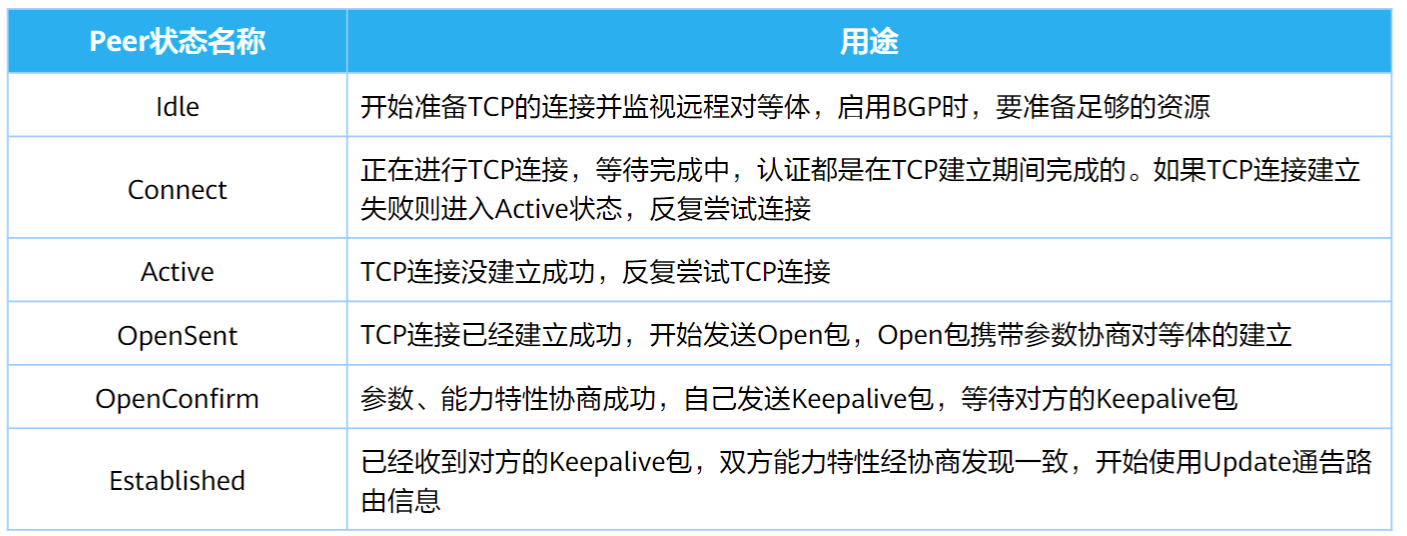 Peer状态名称
用途
Idle
开始准备TCP的连接并监视远程对等体，启用BGP时，要准备足够的资源
Connect
正在进行TCP连接，等待完成中，认证都是在TCP建立期间完成的。如果TCP连接建立
失败则进入Active状态，反复尝试连接
Active
TCP连接没建立成功，反复尝试TCP连接
OpenSent
TCP连接已经建立成功，开始发送Open包，Open包携带参数协商对等体的建立
OpenConfirm
参数、能力特性协商成功，自己发送Keepalive包，等待对方的Keepalive包
Established
已经收到对方的Keepalive包，双方能力特性经协商发现一致，开始使用Update通告路
由信息